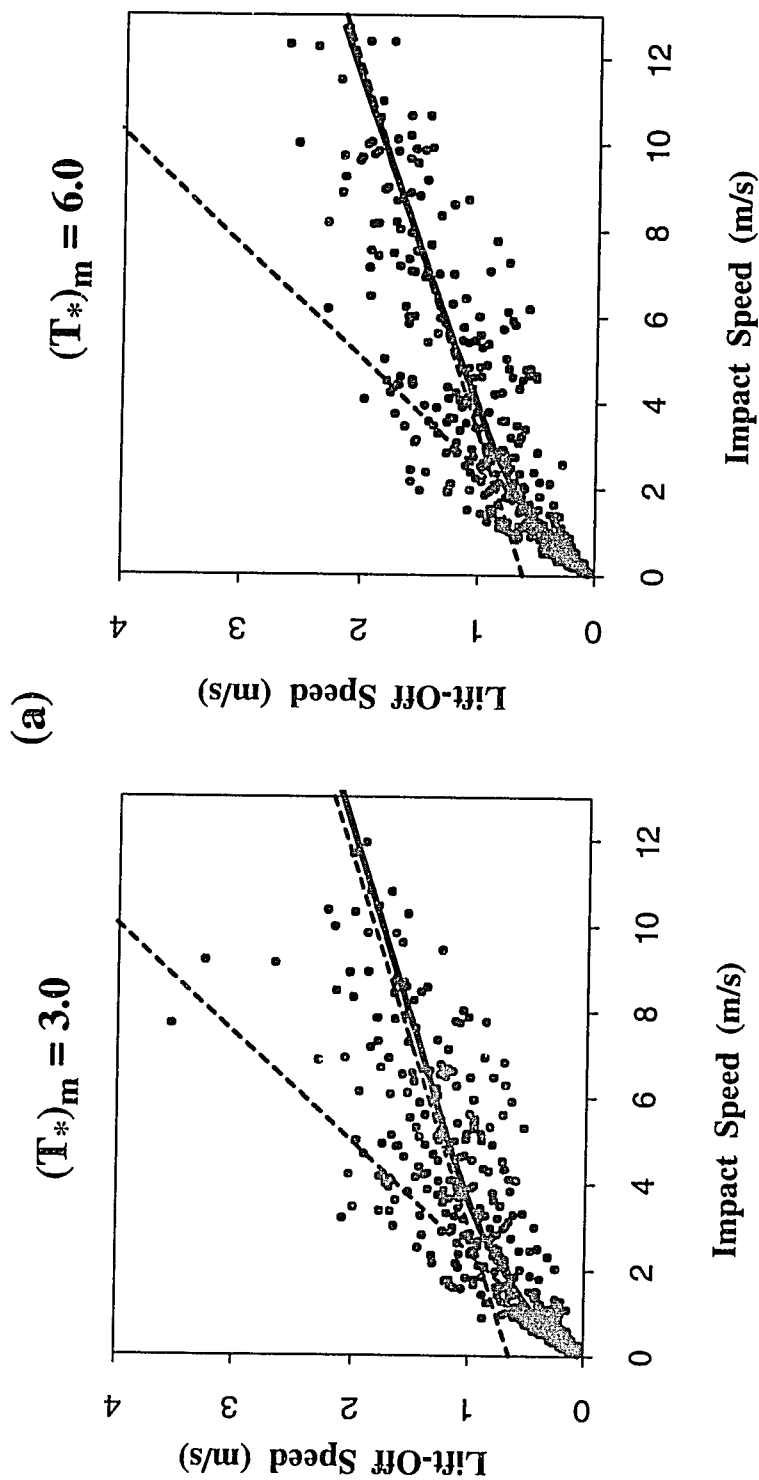 (a)
(T*)m = 3.0
4
3
2
1
0
Lift-Off Speed (m/s)
0 2 4 6 8 10 12
Impact Speed (m/s)
(T*)m = 6.0
4
3
2
1
0
Lift-Off Speed (m/s)
0 2 4 6 8 10 12
Impact Speed (m/s)